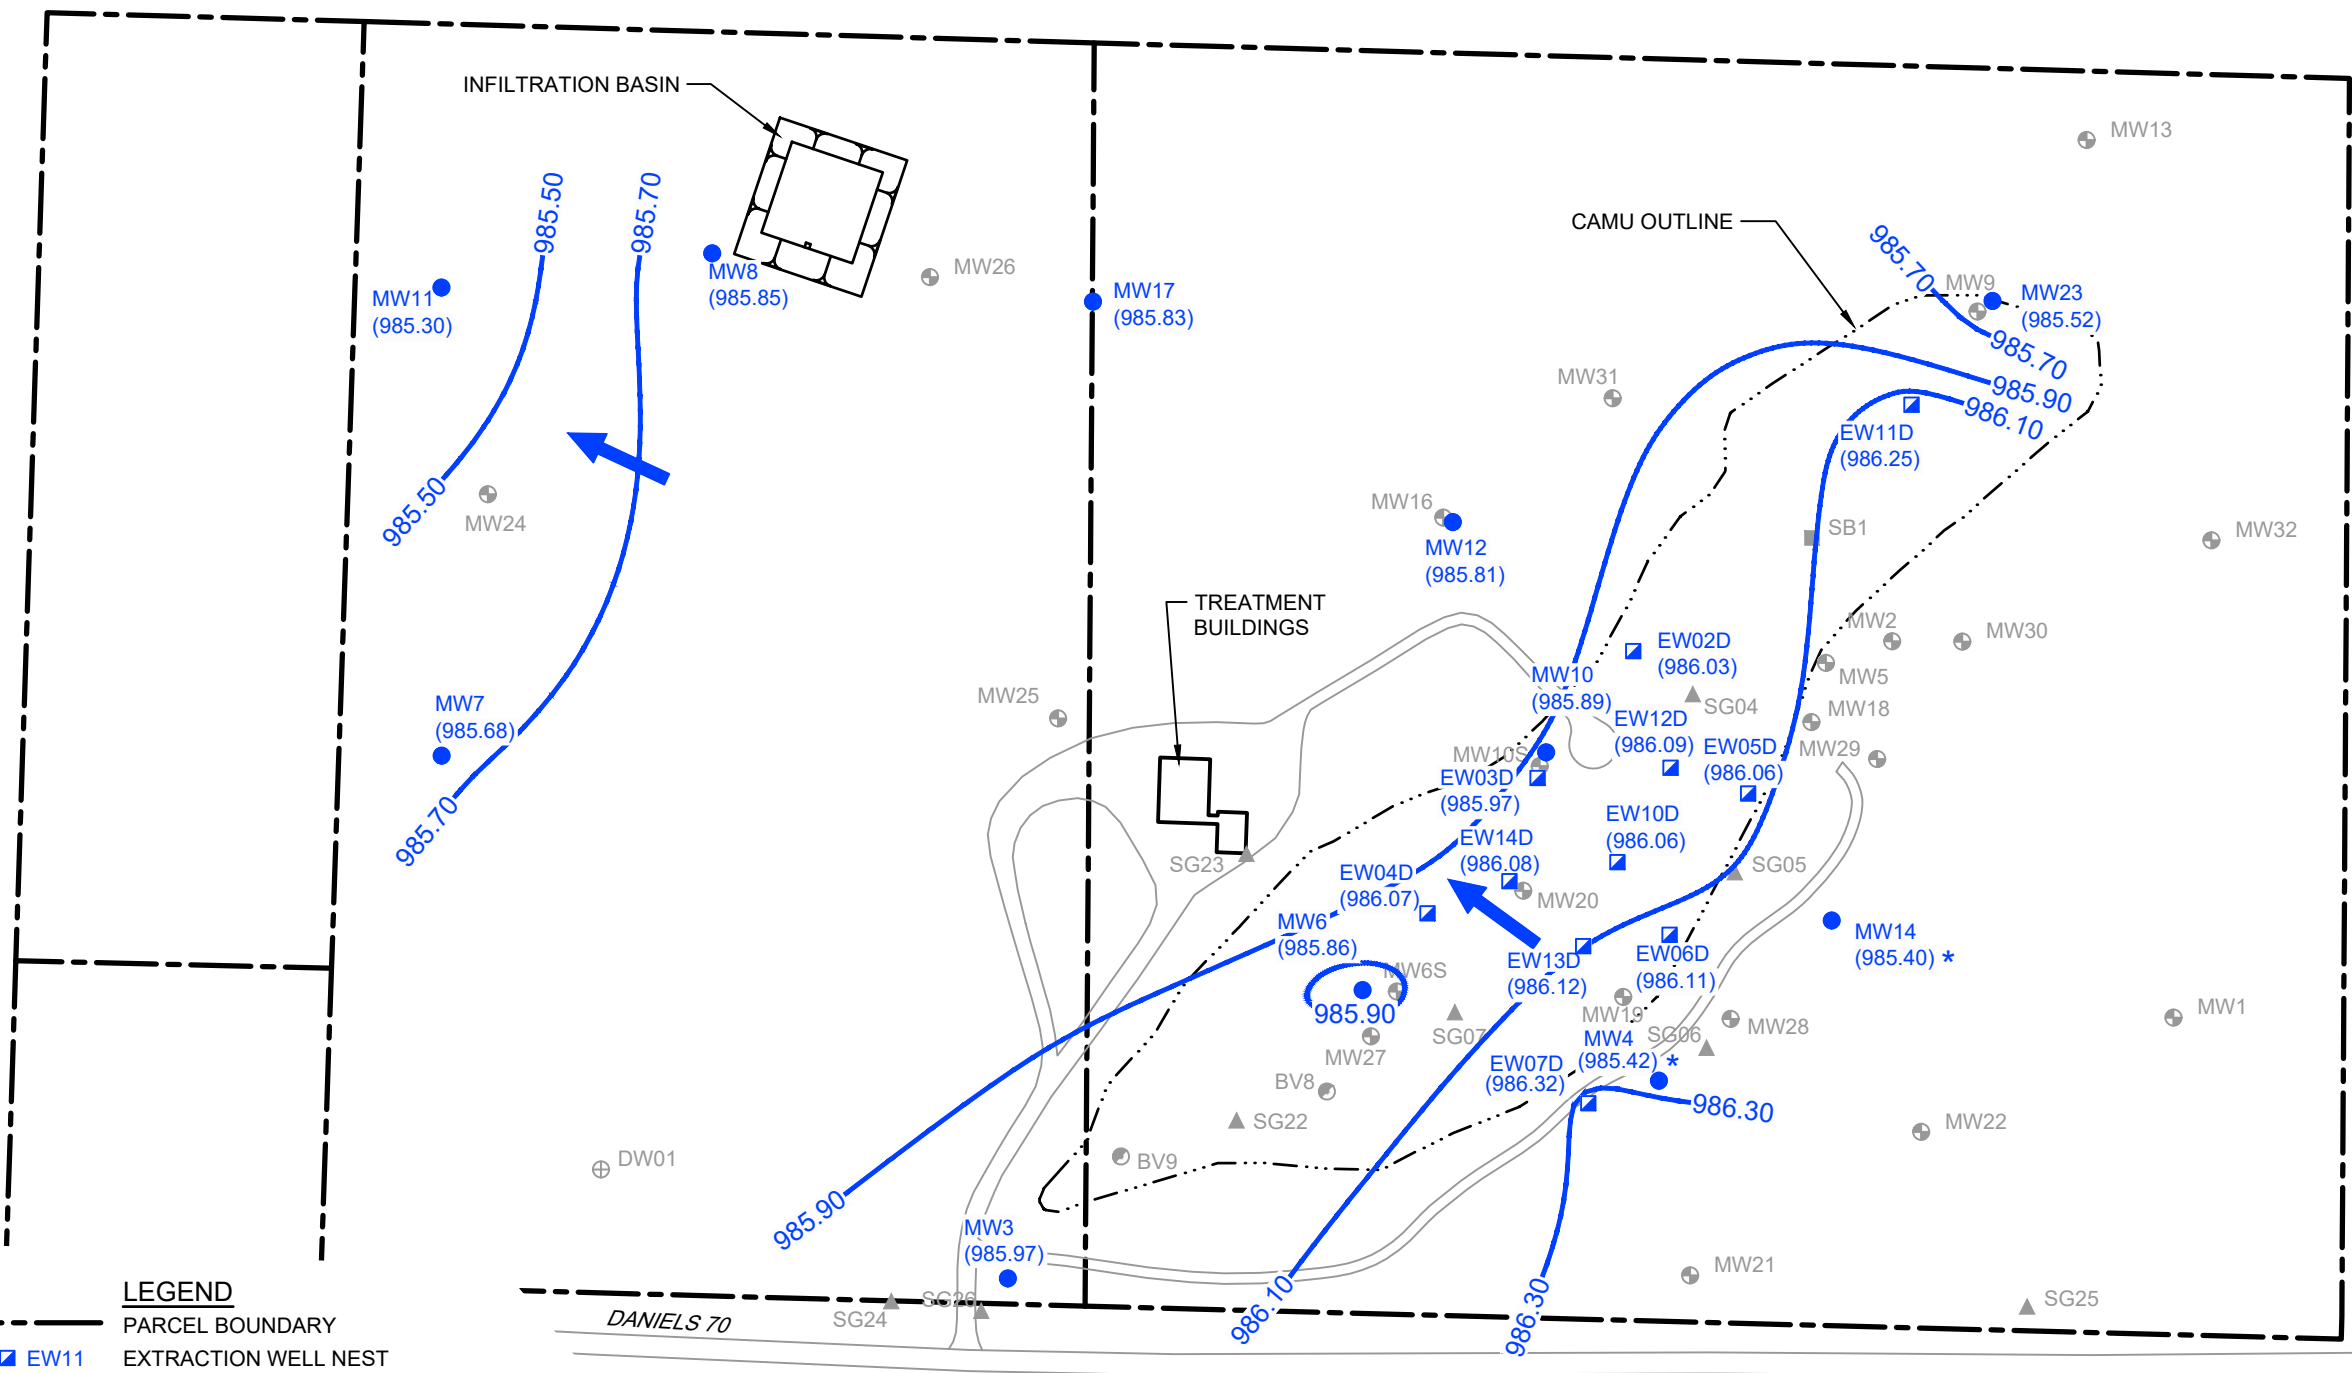 INFILTRATION BASIN
MW13
985.50
985.70
CAMU OUTLINE
985.70
MW8
(985.85)
MW26
MW11
(985.30)
MW17
(985.83)
MW9
MW23
(985.52)
985.70
985.90
986.10
MW31
EW11D
(986.25)
985.50
MW24
MW16
MW12
(985.81)
SB1
MW32
TREATMENT
BUILDINGS
MW2
MW30
EW02D
(986.03)
MW5
MW10
(985.89)
MW25
SG04
MW18
MW7
(985.68)
EW12D
(986.09)
EW05D
(986.06)
MW29
MW10S
EW03D
(985.97)
985.70
EW10D
(986.06)
EW14D
(986.08)
SG23
SG05
EW04D
(986.07)
MW20
MW6
(985.86)
MW14
(985.40) *
EW13D
(986.12)
EW06D
(986.11)
MW6S
985.90
MW19
MW1
SG07
MW28
SG06
MW27
MW4
(985.42) *
EW07D
(986.32)
BV8
986.30
SG22
MW22
DW01
BV9
985.90
MW3
(985.97)
MW21
986.10
986.30
SG26
SG24
SG25
DANIELS 70
LEGEND
PARCEL BOUNDARY
EW11 EXTRACTION WELL NEST